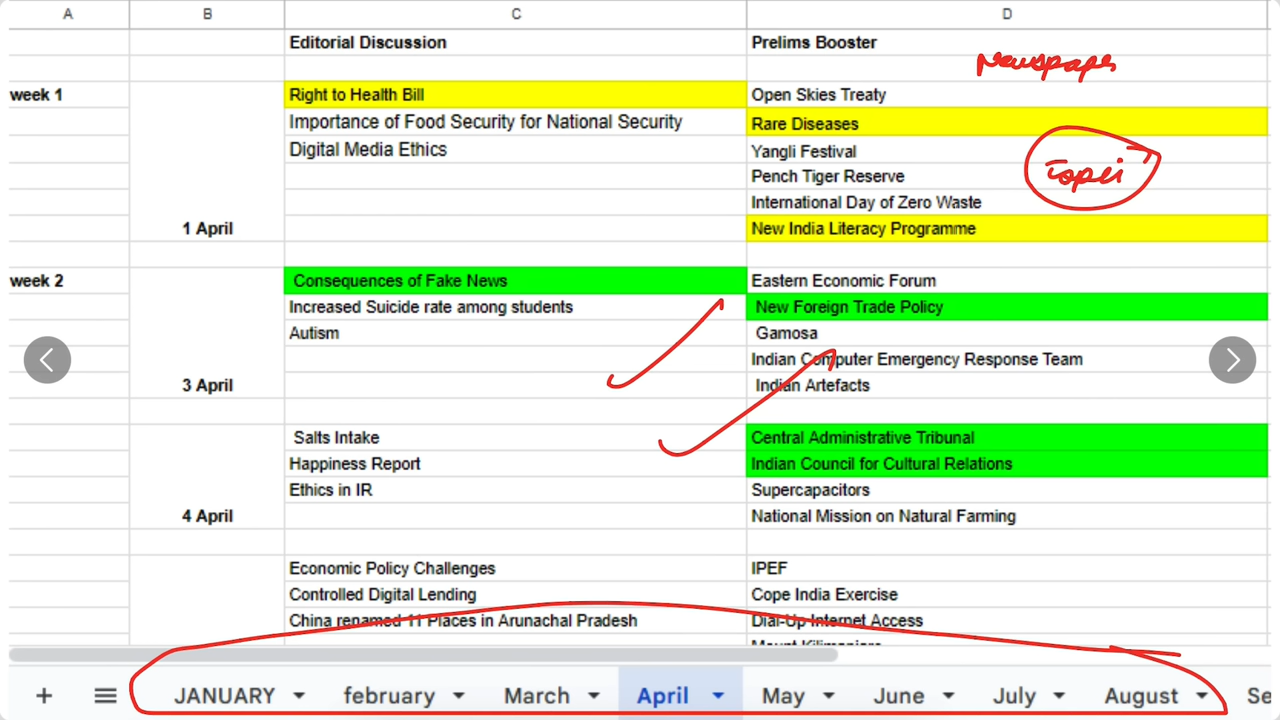 A B C D
Editorial Discussion Prelims Booster
Newspaper
week 1 Right to Health Bill Open Skies Treaty
Importance of Food Security for National Security Rare Diseases
Digital Media Ethics Yangli Festival
Pench Tiger Reserve
International Day of Zero Waste
1 April New India Literacy Programme
week 2 Consequences of Fake News Eastern Economic Forum
Increased Suicide rate among students New Foreign Trade Policy
Autism Gamosa
Indian Computer Emergency Response Team
3 April Indian Artefacts
Salts Intake Central Administrative Tribunal
Happiness Report Indian Council for Cultural Relations
Ethics in IR Supercapacitors
4 April National Mission on Natural Farming
Economic Policy Challenges IPEF
Controlled Digital Lending Cope India Exercise
China renamed 11 Places in Arunachal Pradesh Dial-Up Internet Access
Mount Kilimanjaro
JANUARY february March April May June July August Se